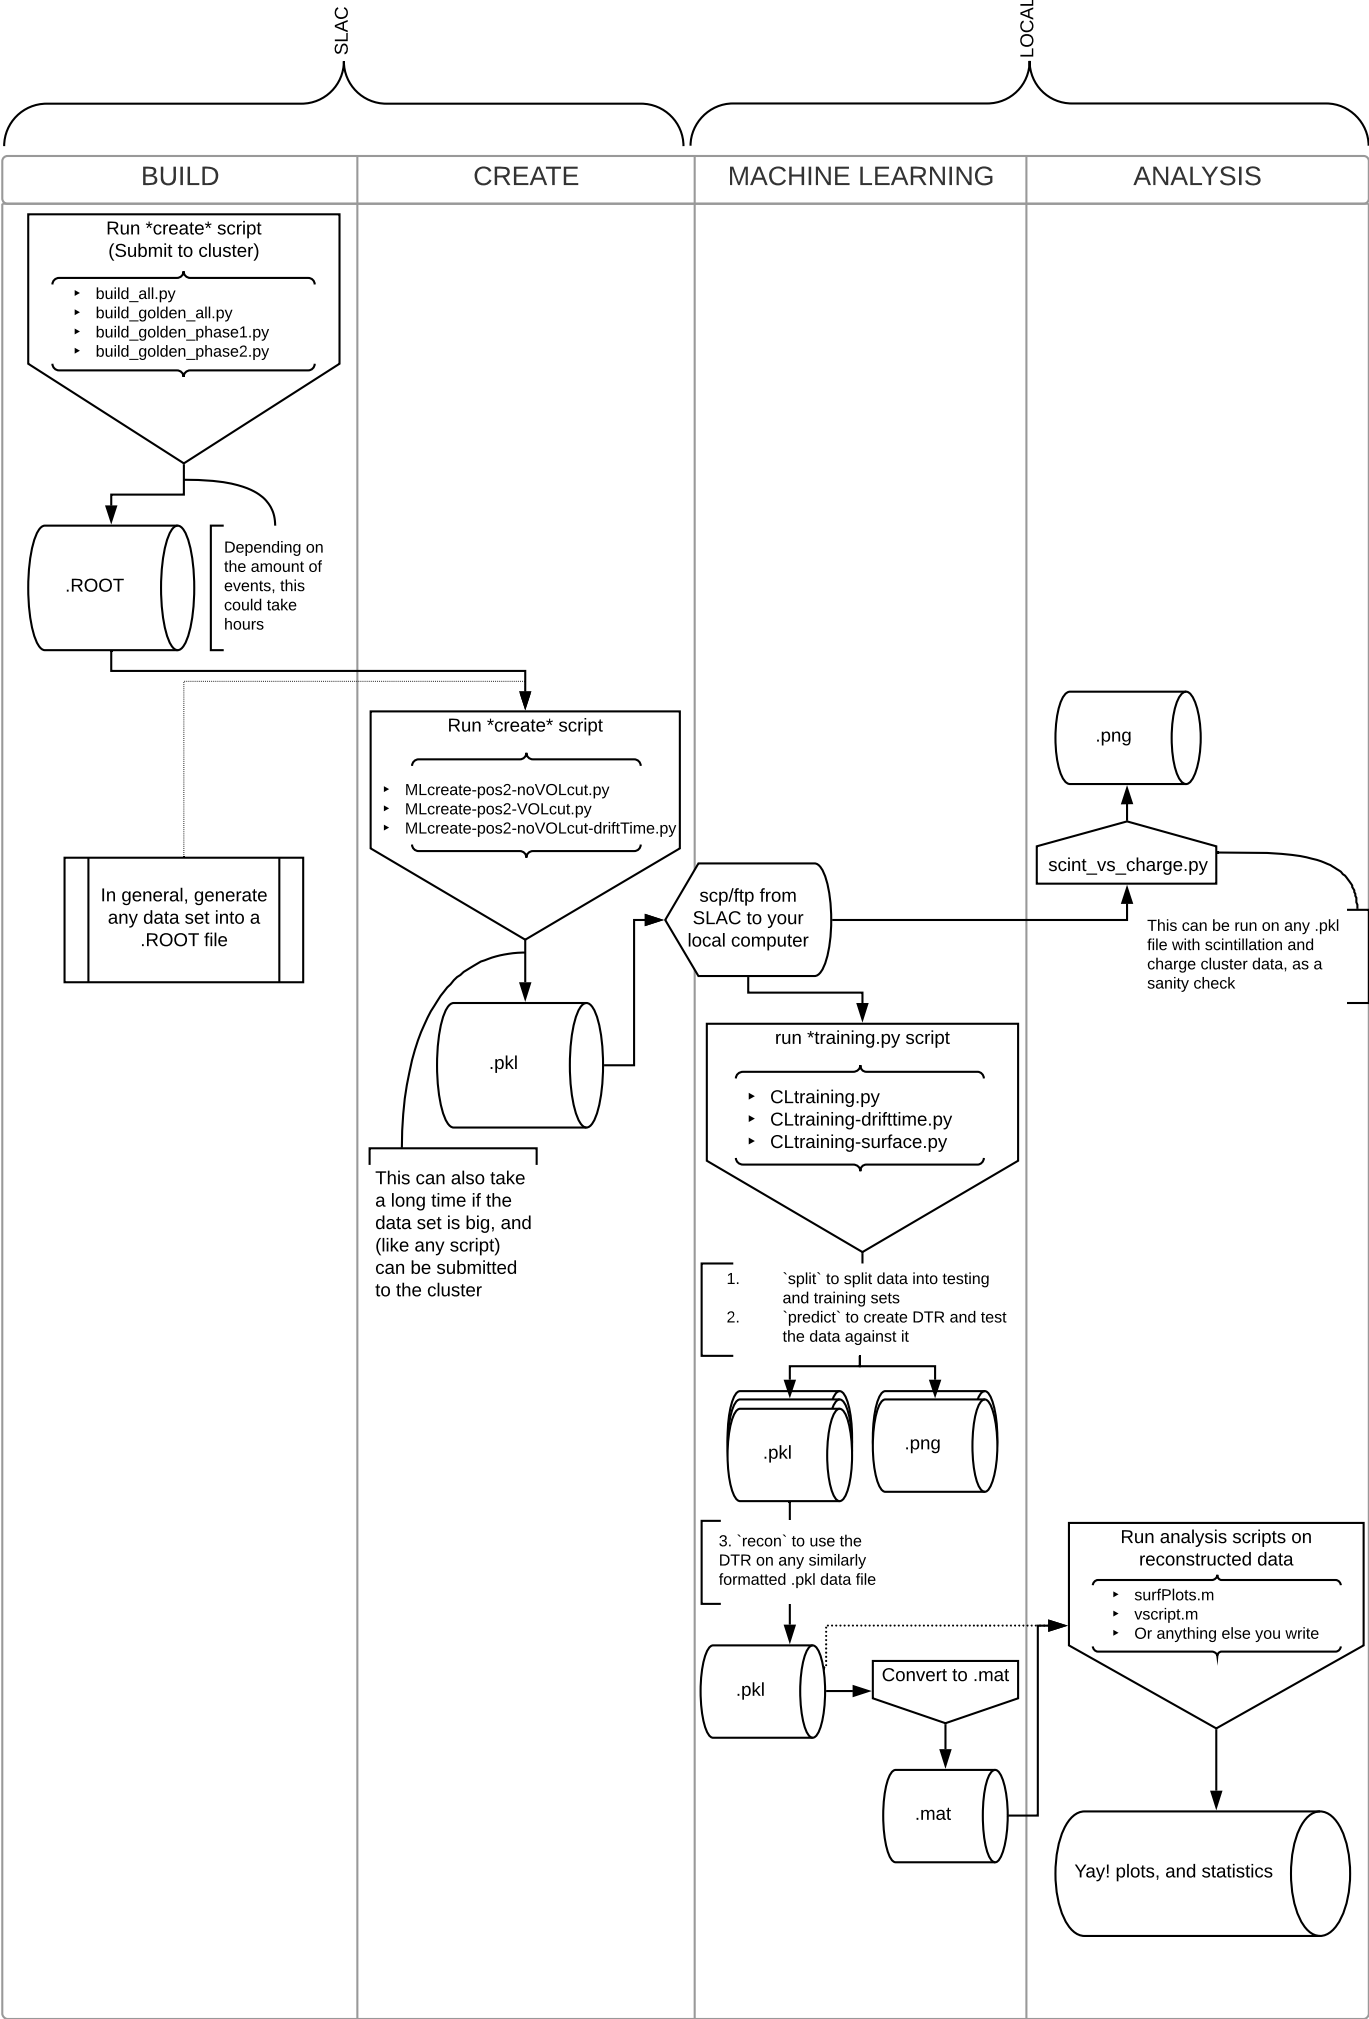 SLAC
LOCAL
BUILD
CREATE
MACHINE LEARNING
ANALYSIS
Run *create* script
(Submit to cluster)
‣ build_all.py
‣ build_golden_all.py
‣ build_golden_phase1.py
‣ build_golden_phase2.py
.ROOT
Depending on
the amount of
events, this
could take
hours
In general, generate
any data set into a
.ROOT file
Run *create* script
‣ MLcreate-pos2-noVOLcut.py
‣ MLcreate-pos2-VOLcut.py
‣ MLcreate-pos2-noVOLcut-driftTime.py
.pkl
This can also take
a long time if the
data set is big, and
(like any script)
can be submitted
to the cluster
scp/ftp from
SLAC to your
local computer
run *training.py script
‣ CLtraining.py
‣ CLtraining-drifttime.py
‣ CLtraining-surface.py
1. `split` to split data into testing
and training sets
2. `predict` to create DTR and test
the data against it
.pkl
.png
3. `recon` to use the
DTR on any similarly
formatted .pkl data file
.pkl
Convert to .mat
.mat
.png
scint_vs_charge.py
This can be run on any .pkl
file with scintillation and
charge cluster data, as a
sanity check
Run analysis scripts on
reconstructed data
‣ surfPlots.m
‣ vscript.m
‣ Or anything else you write
Yay! plots, and statistics